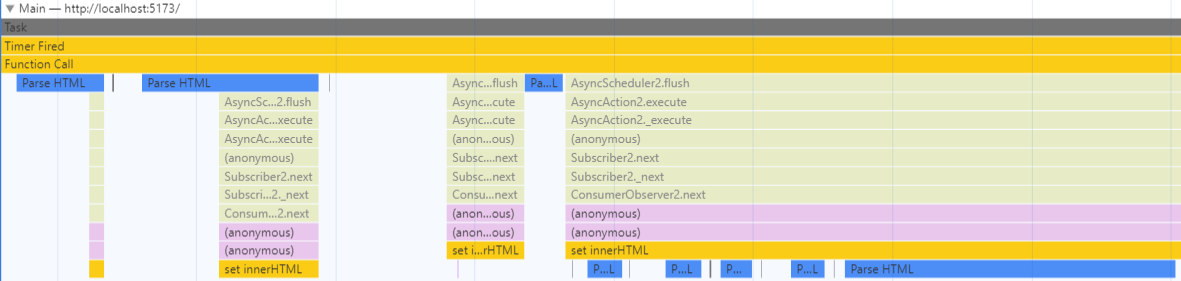 Main — http://localhost:5173/
Task
Timer Fired
Function Call
Parse HTML Parse HTML Async...flush Pa...L AsyncScheduler2.flush
AsyncSc...2.flush Async...cute AsyncAction2.execute
AsyncAc...xecute Async...cute AsyncAction2._execute
AsyncAc...xecute (anon...ous) (anonymous)
(anonymous) Subsc....next Subscriber2.next
Subscriber2.next Subsc...next Subscriber2._next
Subscri...2._next Consu...next ConsumerObserver2.next
Consum...2.next (anon...ous) (anonymous)
(anonymous) (anon...ous) (anonymous)
(anonymous) set i...rHTML set innerHTML
set innerHTML P...L P...L P...L P...L Parse HTML